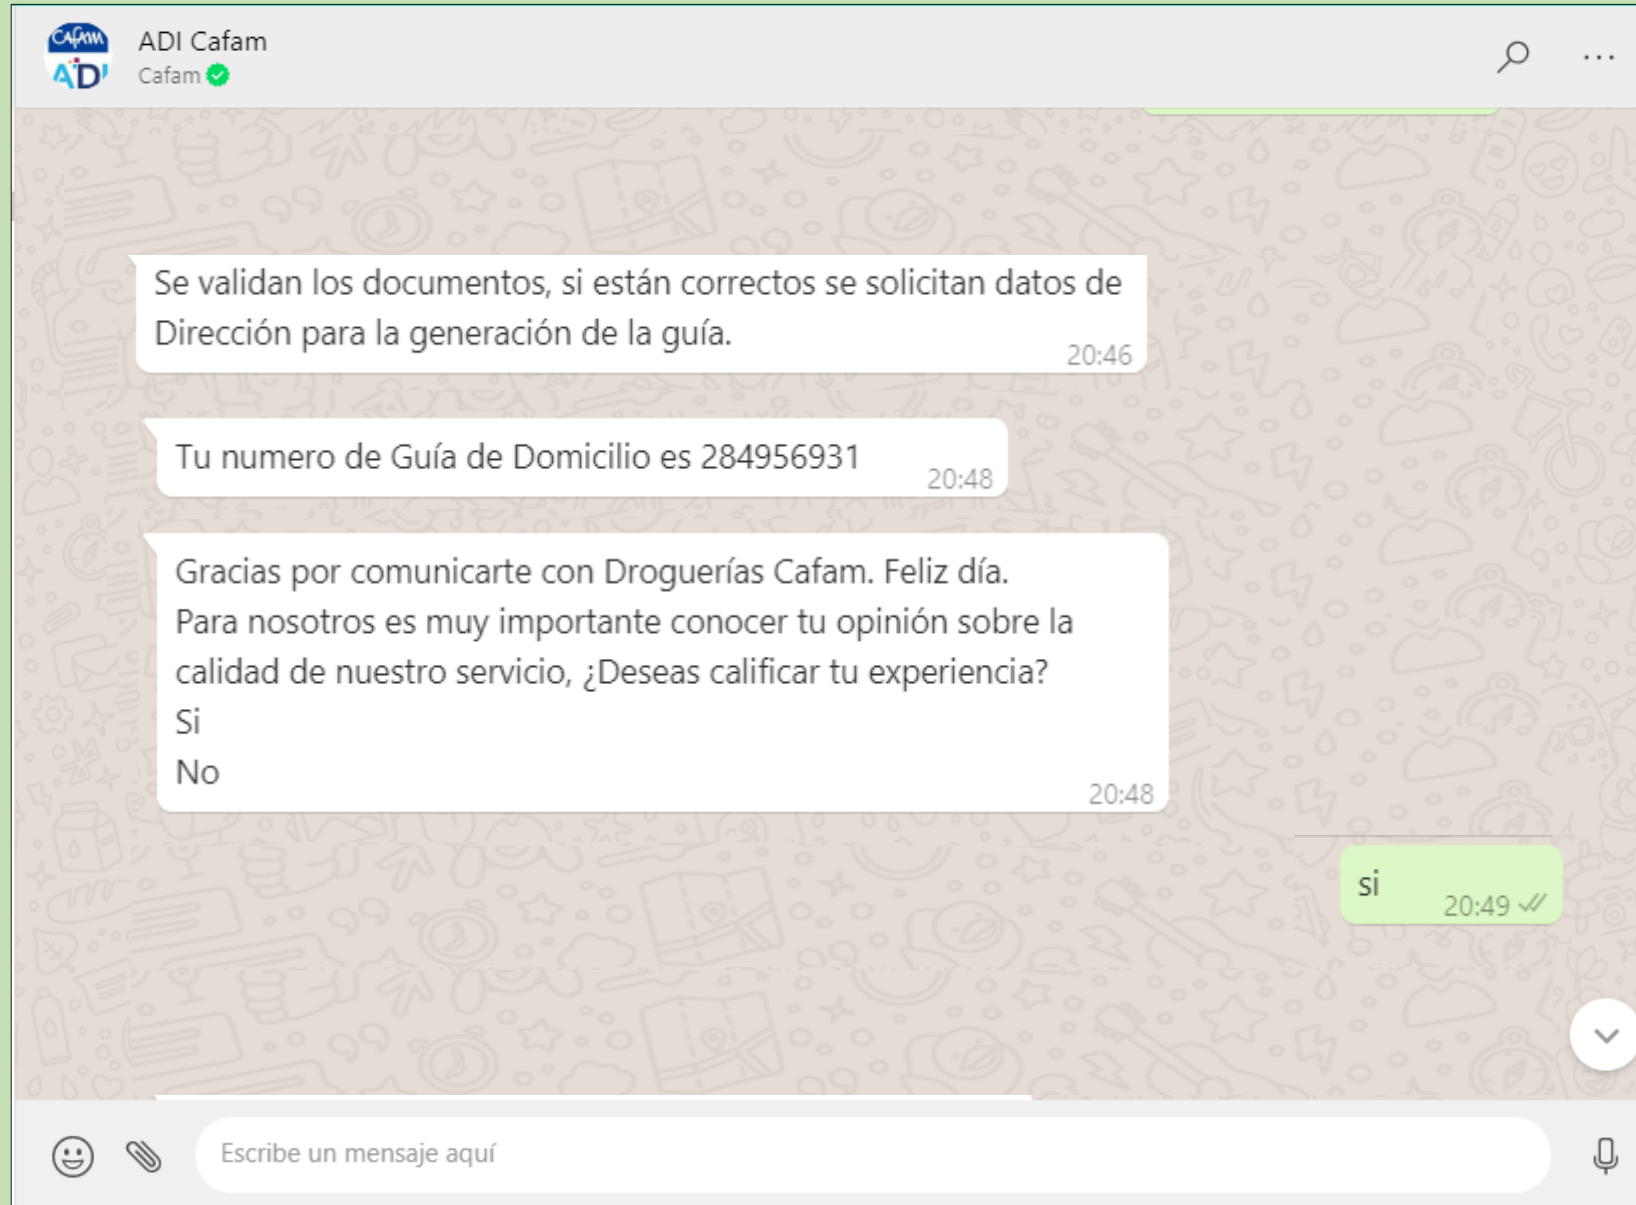 CAFAM
ADI
ADI Cafam
Cafam
Se validan los documentos, si están correctos se solicitan datos de
Dirección para la generación de la guía.
20:46
Tu numero de Guía de Domicilio es 284956931
20:48
Gracias por comunicarte con Droguerías Cafam. Feliz día.
Para nosotros es muy importante conocer tu opinión sobre la
calidad de nuestro servicio, ¿Deseas calificar tu experiencia?
Si
No
20:48
si
20:49
Escribe un mensaje aquí